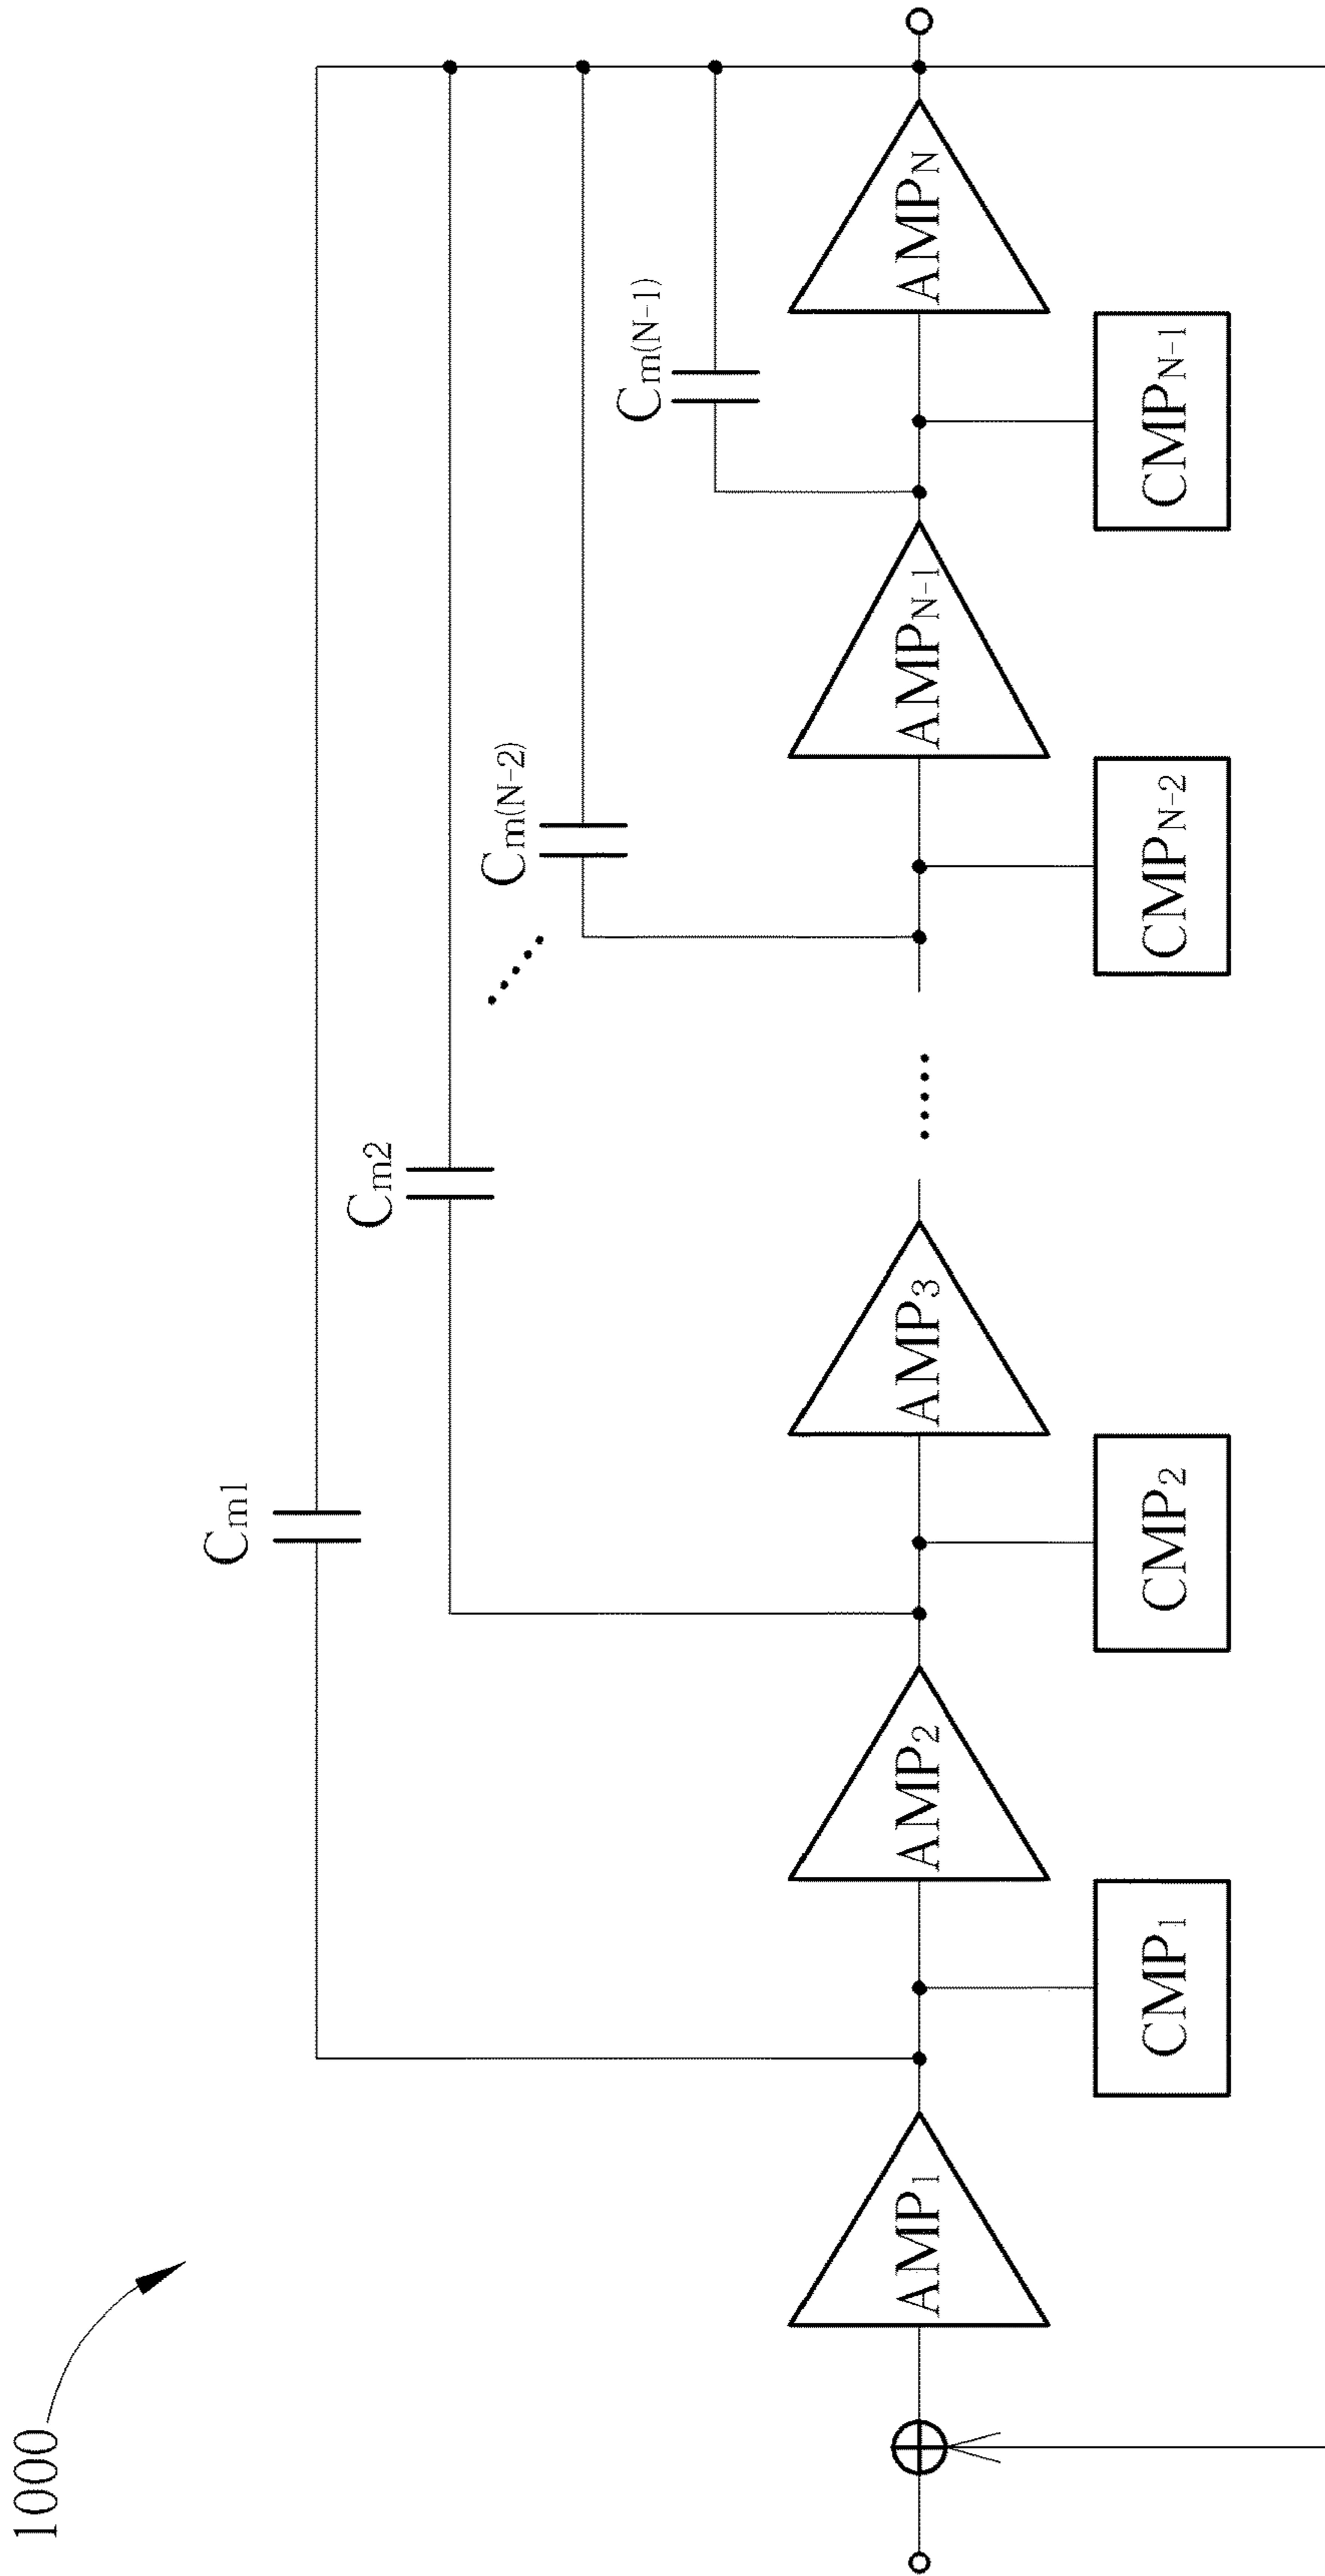 1000
Cm1
Cm2
Cm(N-2)
Cm(N-1)
AMP1
AMP2
AMP3
AMPN-1
AMPN
CMP1
CMP2
CMPN-2
CMPN-1